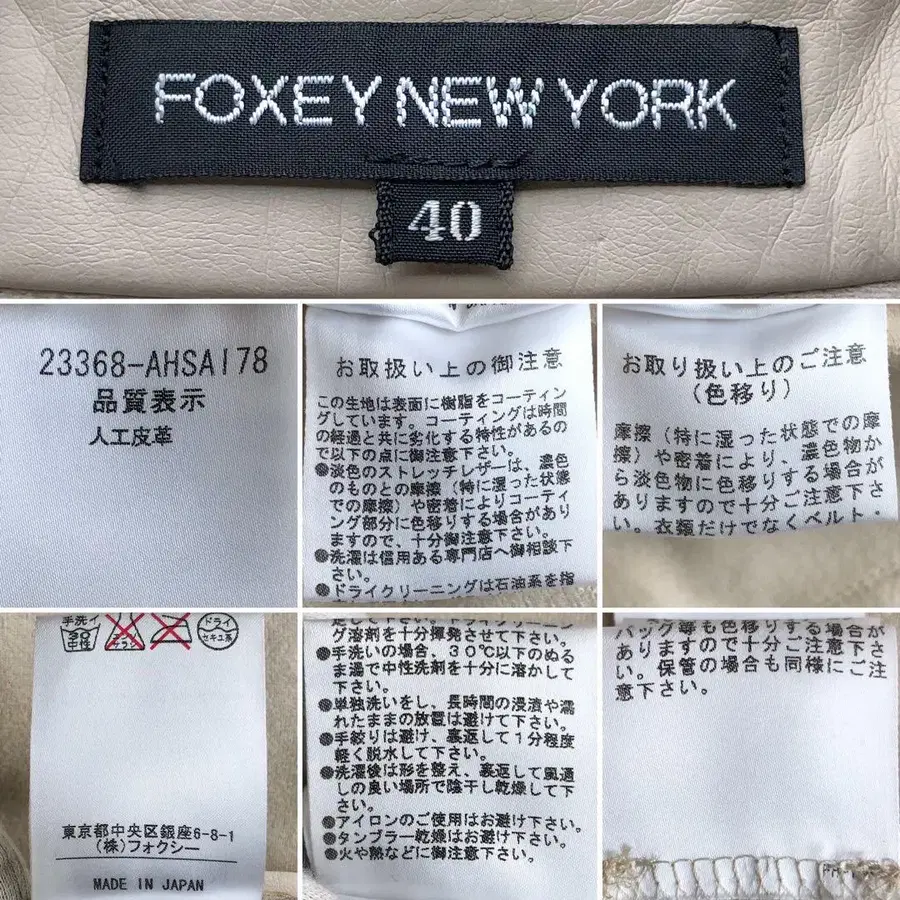 FOXEY NEW YORK
40
23368-AHSA178
品質表示
人工皮革
お取扱い上の御注意
この生地は表面に樹脂をコーティン
グしています。コーティングは時間
の経過と共に劣化する特性があるの
で以下の点に御注意下さい。
●淡色のストレッチレザーは、濃色
のものとの摩擦（特に湿った状態
での摩擦）や密着によりコーティ
ング部分に色移りする場合があり
ますので、十分御注意下さい。
●洗濯は信用ある専門店へ御相談下
さい。
●ドライクリーニングは石油系を指
お取り扱い上のご注意
（色移り）
摩擦（特に湿った状態での摩
擦）や密着により、濃色物か
ら淡色物に色移りする場合が
ありますので十分ご注意下さ
い。衣類だけでなくベルト・
手洗イ
30
中性
ドライ
セキユ系
東京都中央区銀座6-8-1
(株)フォクシー
MADE IN JAPAN
定して下さい。ドライクリーニン
グ溶剤を十分揮発させて下さい。
●手洗いの場合、30℃以下のぬる
ま湯で中性洗剤を十分に溶かして
下さい。
●単独洗いをし、長時間の浸漬や濡
れたままの放置は避けて下さい。
●手絞りは避け、裏返して1分程度
軽く脱水して下さい。
●洗濯後は形を整え、裏返して風通
しの良い場所で陰干し乾燥して下
さい。
●アイロンのご使用はお避け下さい。
●タンブラー乾燥はお避け下さい。
●火や熱などに御注意下さい。
バッグ等も色移りする場合が
ありますので十分ご注意下さ
い。保管の場合も同様にご注
意下さい。